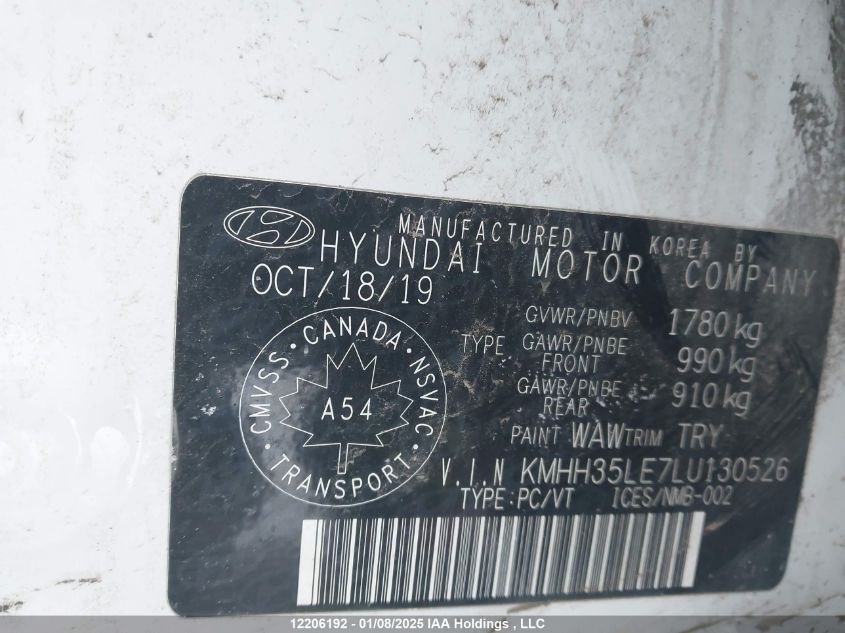 MANUFACTURED IN KOREA BY
HYUNDAI MOTOR COMPANY
OCT/18/19
GVWR/PNBV 1780 kg
TYPE GAWR/PNBE FRONT 990 kg
GAWR/PNBE REAR 910 kg
CMVSS · CANADA · NSVAC · TRANSPORT ·
A54
PAINT WAW TRIM TRY
V.I.N KMHH35LE7LU130526
TYPE:PC/VT ICES/NMB-002
12206192 - 01/08/2025 IAA Holdings , LLC